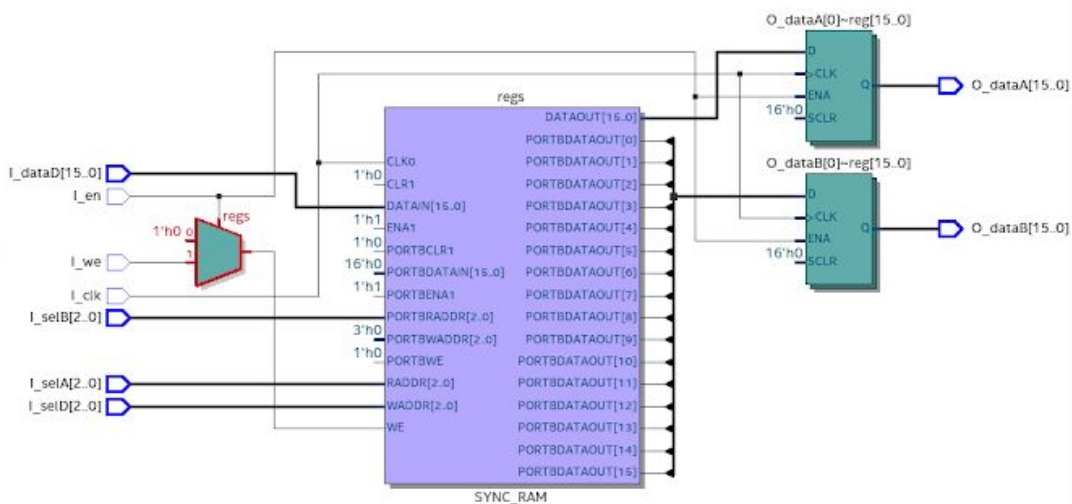 O_dataA[0]~reg[15..0]
D
>CLK
ENA
16'h0
SCLR
Q
O_dataA[15..0]
regs
DATAOUT[15..0]
PORTBDATAOUT[0]
PORTBDATAOUT[1]
PORTBDATAOUT[2]
PORTBDATAOUT[3]
PORTBDATAOUT[4]
PORTBDATAOUT[5]
PORTBDATAOUT[6]
PORTBDATAOUT[7]
PORTBDATAOUT[8]
PORTBDATAOUT[9]
PORTBDATAOUT[10]
PORTBDATAOUT[11]
PORTBDATAOUT[12]
PORTBDATAOUT[13]
PORTBDATAOUT[14]
PORTBDATAOUT[15]
CLK0
1'h0
CLR1
DATAIN[15..0]
1'h1
ENA1
1'h0
PORTBCLR1
16'h0
PORTBDATAIN[15..0]
1'h1
PORTBENA1
PORTBRADDR[2..0]
3'h0
PORTBWADDR[2..0]
1'h0
PORTBWE
RADDR[2..0]
WADDR[2..0]
WE
SYNC_RAM
I_dataD[15..0]
I_en
regs
1'h0
0
1
I_we
I_clk
I_selB[2..0]
I_selA[2..0]
I_selD[2..0]
O_dataB[0]~reg[15..0]
D
>CLK
ENA
16'h0
SCLR
Q
O_dataB[15..0]